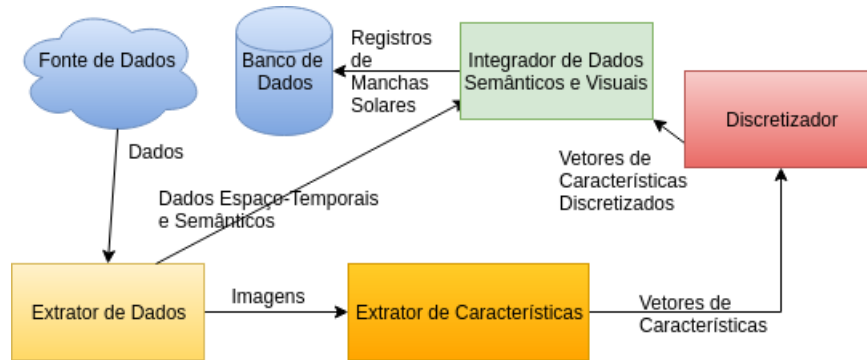 Fonte de Dados
Banco de
Dados
Registros
de
Manchas
Solares
Integrador de Dados
Semânticos e Visuais
Discretizador
Dados
Vetores de
Características
Discretizados
Dados Espaço-Temporais
e Semânticos
Extrator de Dados
Imagens
Extrator de Características
Vetores de
Características